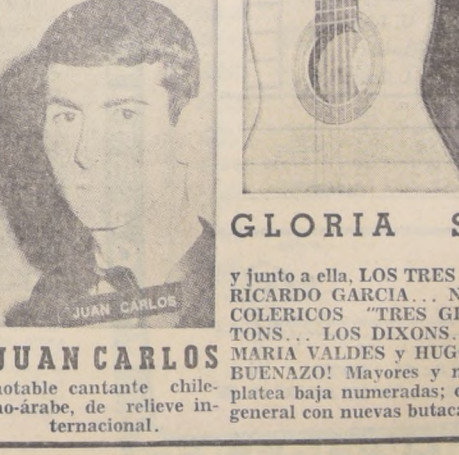 JUAN CARLOS
JUAN CARLOS
notable cantante chile-
no-árabe, de relieve in-
ternacional.
GLORIA
y junto a ella, LOS TRES
RICARDO GARCIA...
COLERICOS "TRES
TONS... LOS DIXONS.
MARIA VALDES y HUG
BUENAZO! Mayores y
platea baja numeradas;
general con nuevas butaca